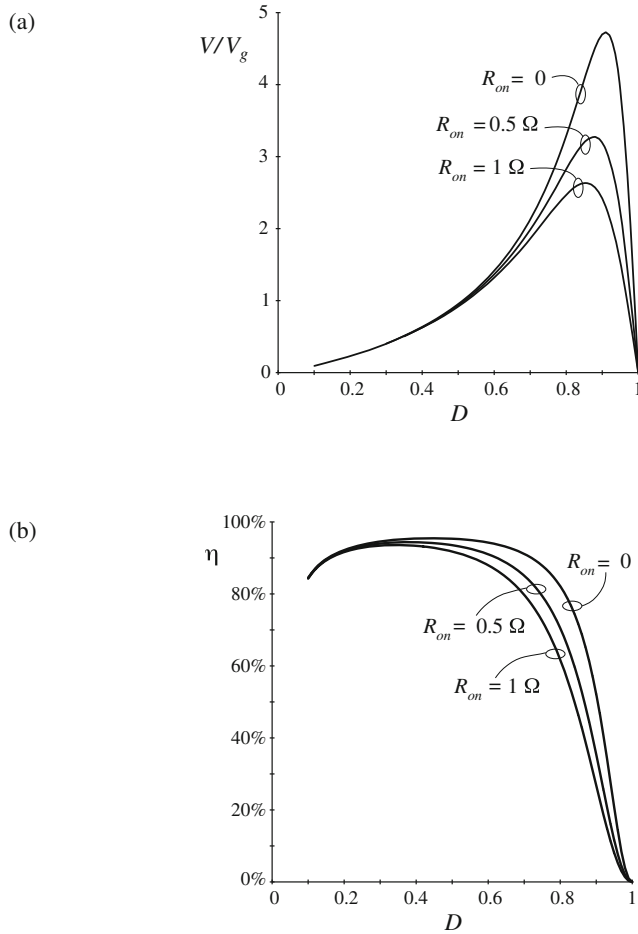 (a)
5
V/V_g
4
R_on = 0
R_on = 0.5 Ω
3
R_on = 1 Ω
2
1
0
0 0.2 0.4 0.6 0.8 1
D
(b)
100%
η
R_on = 0
80%
R_on = 0.5 Ω
60%
R_on = 1 Ω
40%
20%
0%
0 0.2 0.4 0.6 0.8 1
D